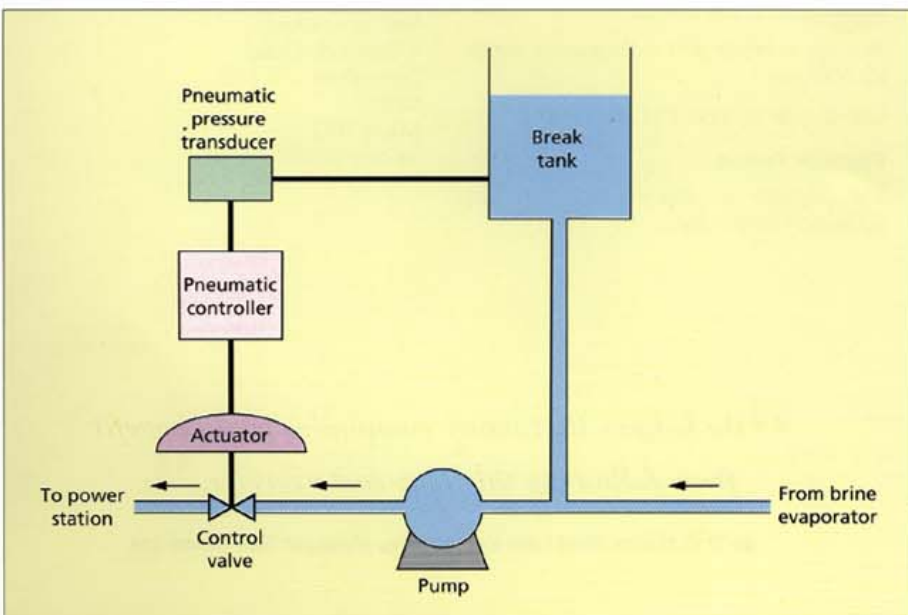 Pneumatic
pressure
transducer
Break
tank
Pneumatic
controller
Actuator
To power
station
Control
valve
Pump
From brine
evaporator